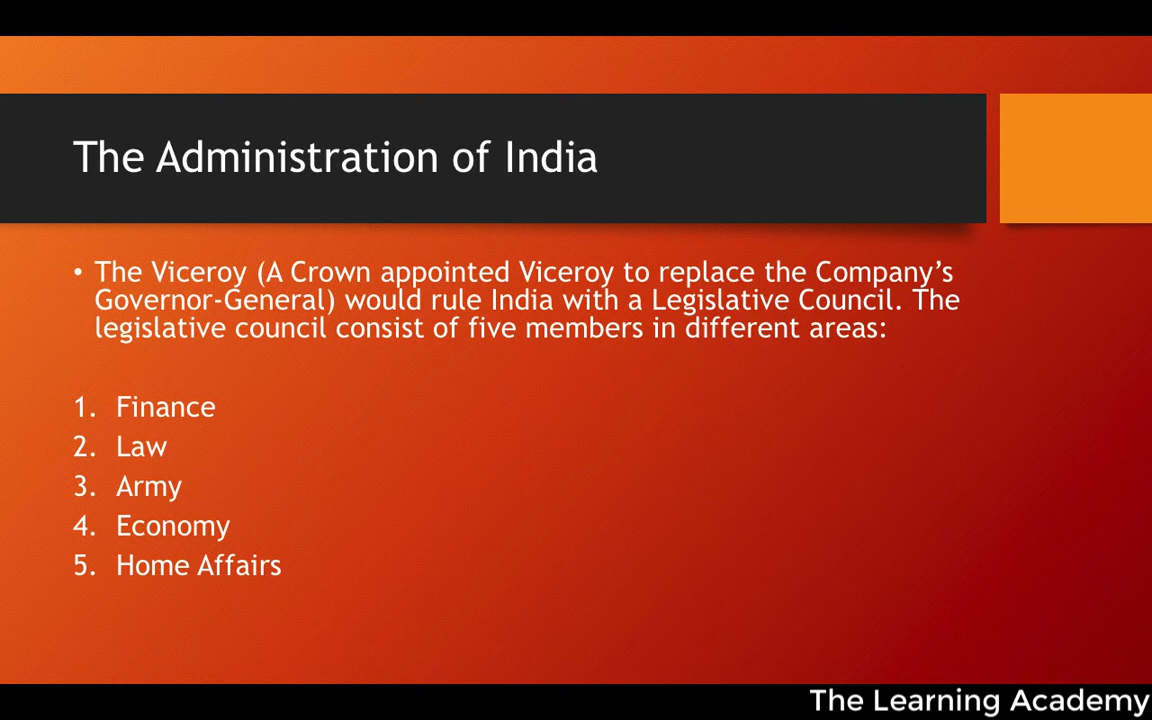 The Administration of India
• The Viceroy (A Crown appointed Viceroy to replace the Company’s
Governor-General) would rule India with a Legislative Council. The
legislative council consist of five members in different areas:
1. Finance
2. Law
3. Army
4. Economy
5. Home Affairs
The Learning Academy